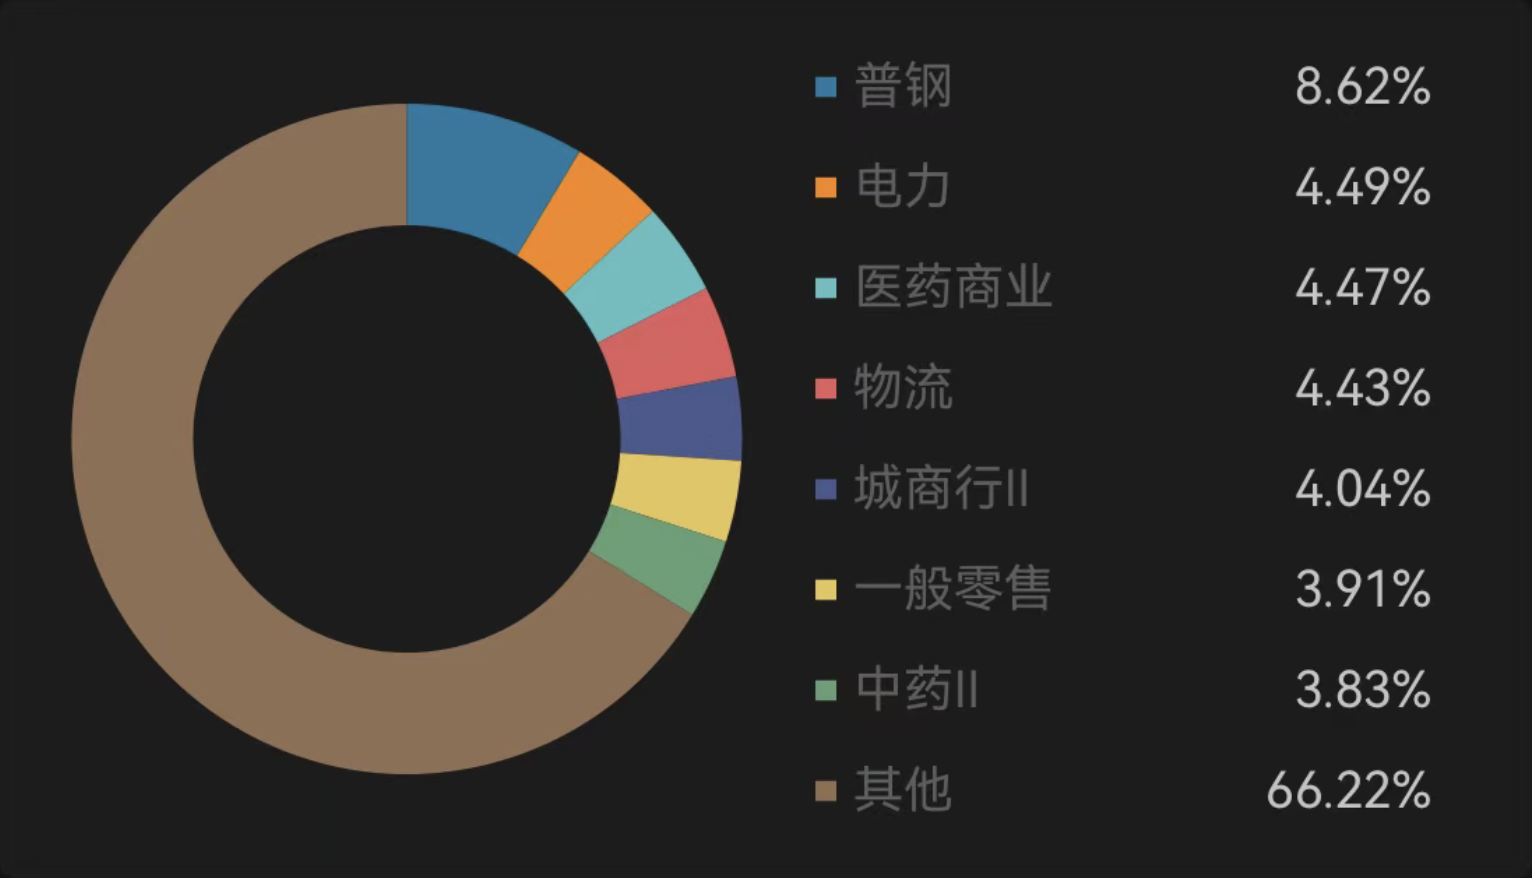 普钢 8.62%
电力 4.49%
医药商业 4.47%
物流 4.43%
城商行II 4.04%
一般零售 3.91%
中药II 3.83%
其他 66.22%